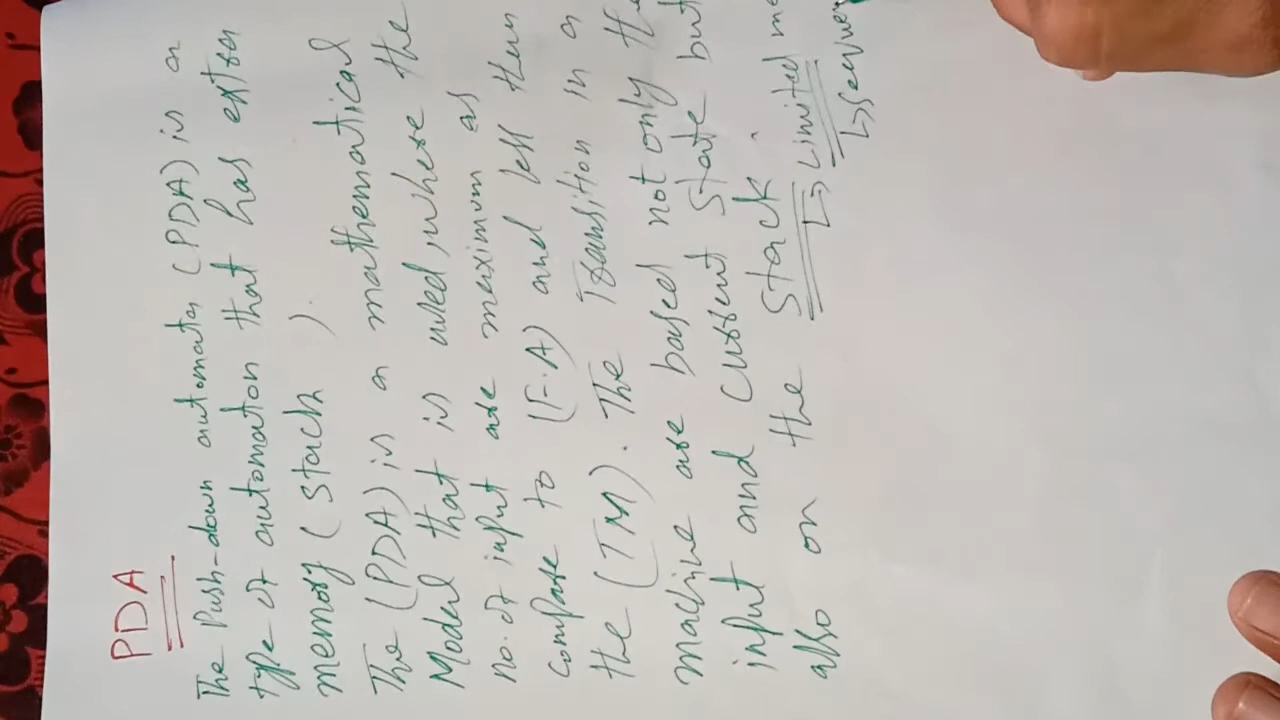 PDA
The Push-down automata (PDA) is a
type of automaton that has extra
memory (stack )
The (PDA) is a mathematical
Model that is used, where the
no. of input are maximum as
compare to (F.A) and less then
the (TM). The Transition in a
machine are based not only the
input and current state but
also on the stack.
Limited